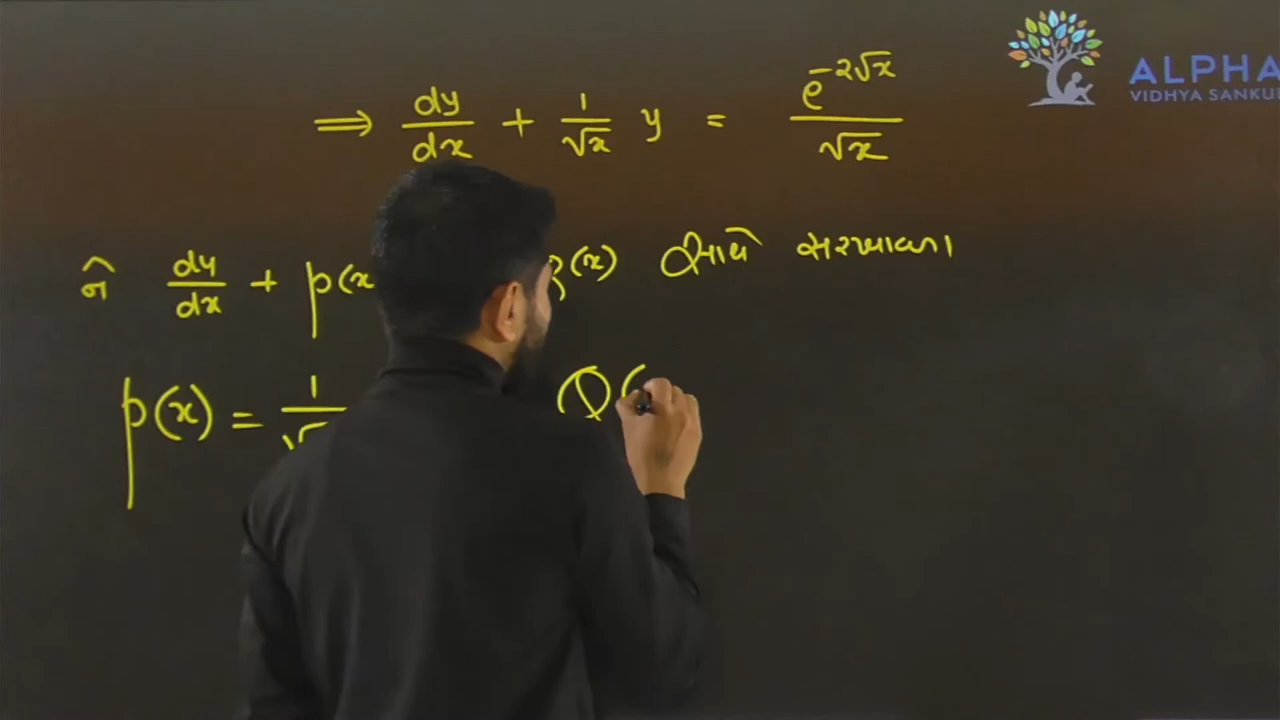 ALPHA
VIDHYA SANKU
⟹ dy/dx + 1/√x y = e^{-2√x}/√x
ને dy/dx + p(x (x) સાથે સરખાવતા
p(x) = 1/√ Q(